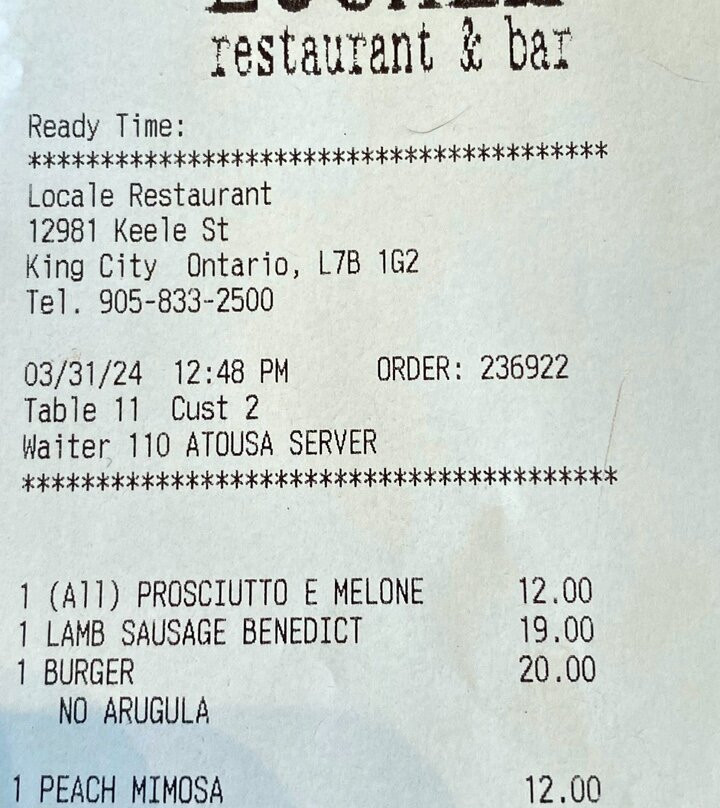 restaurant & bar
Ready Time:
****************************************
Locale Restaurant
12981 Keele St
King City Ontario, L7B 1G2
Tel. 905-833-2500
03/31/24 12:48 PM ORDER: 236922
Table 11 Cust 2
Waiter 110 ATOUSA SERVER
****************************************
1 (All) PROSCIUTTO E MELONE 12.00
1 LAMB SAUSAGE BENEDICT 19.00
1 BURGER 20.00
NO ARUGULA
1 PEACH MIMOSA 12.00